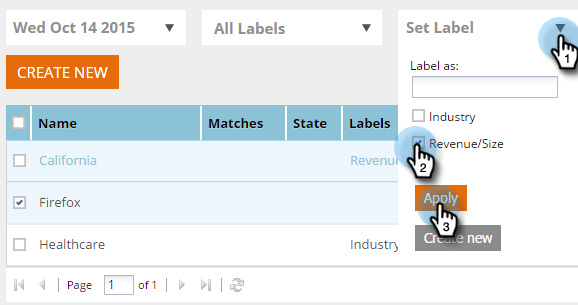 Wed Oct 14 2015 All Labels Set Label
1
Label as:
CREATE NEW
Industry
Name Matches State Labels
Revenue/Size
2
California Revenu
Apply
3
Firefox
Create new
Healthcare Industry
Page 1 of 1